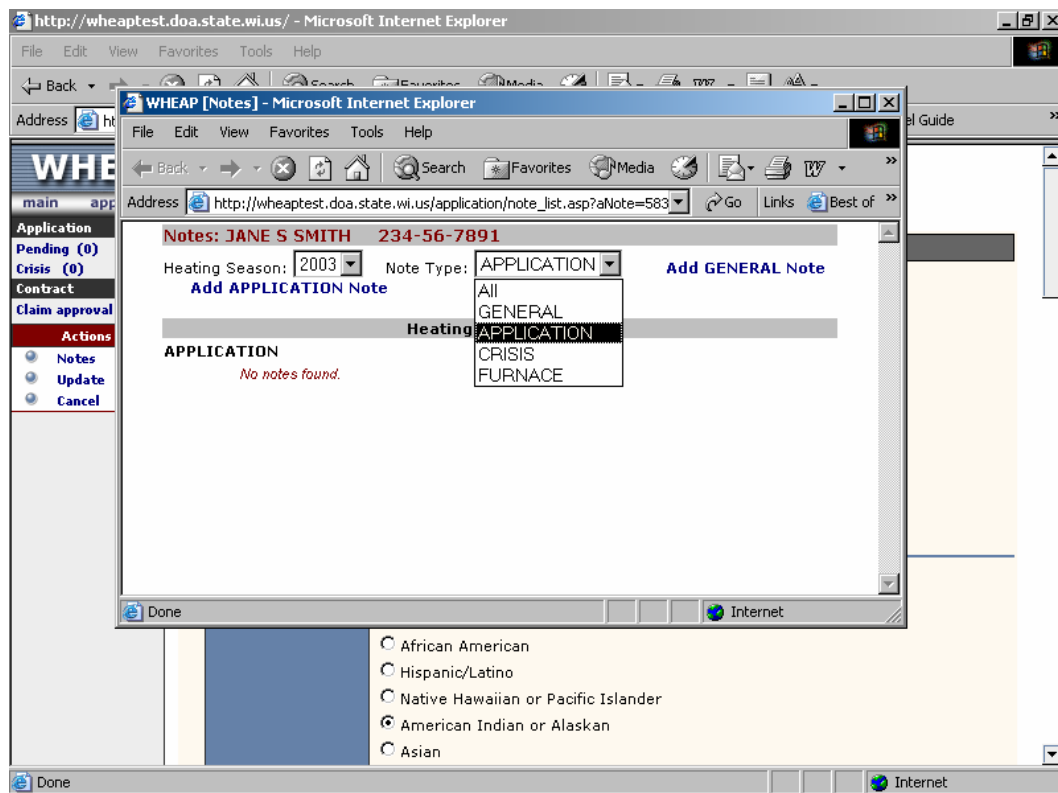 http://wheaptest.doa.state.wi.us/ - Microsoft Internet Explorer
File Edit View Favorites Tools Help
Back Search Favorites Media
Address el Guide »
WHEAP [Notes] - Microsoft Internet Explorer
File Edit View Favorites Tools Help
Back Search Favorites Media »
Address http://wheaptest.doa.state.wi.us/application/note_list.asp?aNote=583 Go Links Best of »
WHE
main app
Application
Pending (0)
Crisis (0)
Contract
Claim approval
Actions
Notes
Update
Cancel
Notes: JANE S SMITH 234-56-7891
Heating Season: 2003 Note Type: APPLICATION Add GENERAL Note
Add APPLICATION Note
All
GENERAL
APPLICATION
CRISIS
FURNACE
Heating
APPLICATION
No notes found.
Done Internet
African American
Hispanic/Latino
Native Hawaiian or Pacific Islander
American Indian or Alaskan
Asian
Done Internet